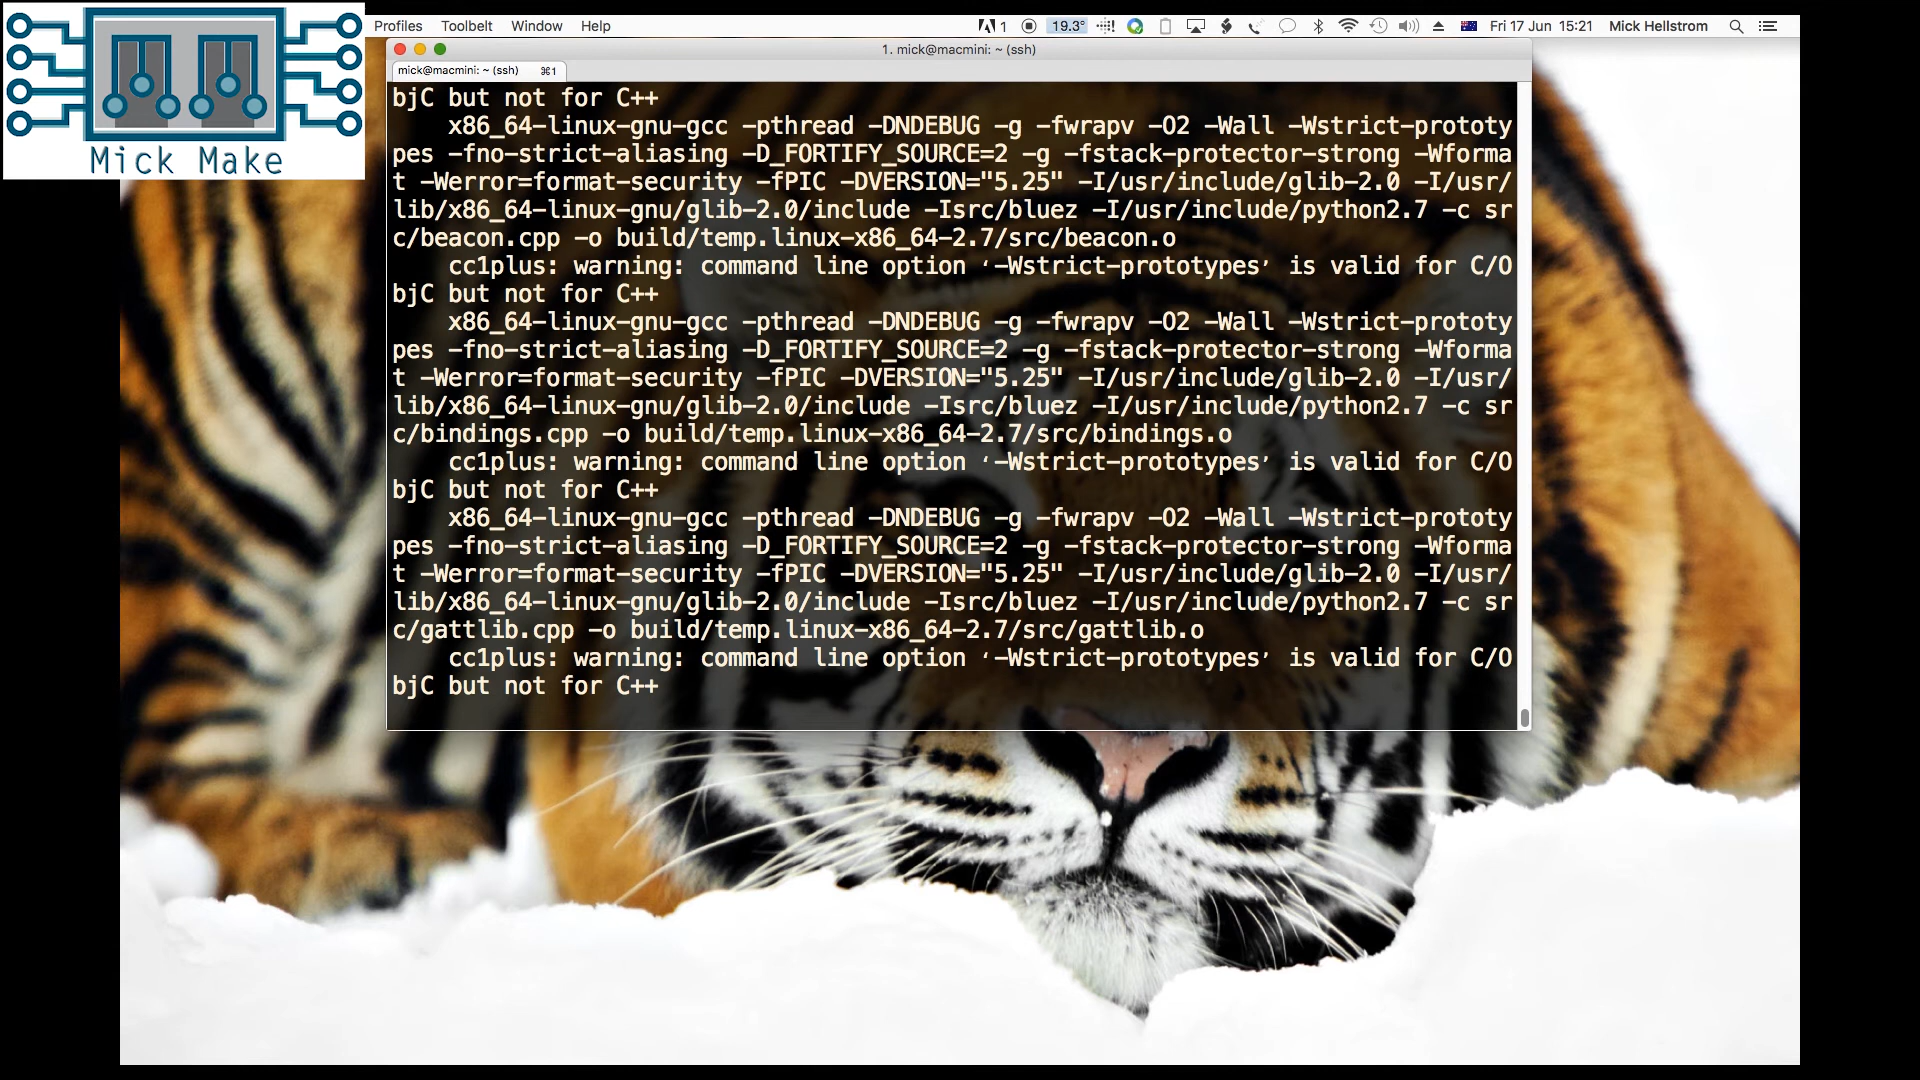 Mick Make
Profiles Toolbelt Window Help
1 19.3° Fri 17 Jun 15:21 Mick Hellstrom
1. mick@macmini: ~ (ssh)
mick@macmini: ~ (ssh) ⌘1
bjC but not for C++
x86_64-linux-gnu-gcc -pthread -DNDEBUG -g -fwrapv -O2 -Wall -Wstrict-prototy
pes -fno-strict-aliasing -D_FORTIFY_SOURCE=2 -g -fstack-protector-strong -Wforma
t -Werror=format-security -fPIC -DVERSION="5.25" -I/usr/include/glib-2.0 -I/usr/
lib/x86_64-linux-gnu/glib-2.0/include -Isrc/bluez -I/usr/include/python2.7 -c sr
c/beacon.cpp -o build/temp.linux-x86_64-2.7/src/beacon.o
cc1plus: warning: command line option ‘-Wstrict-prototypes’ is valid for C/O
bjC but not for C++
x86_64-linux-gnu-gcc -pthread -DNDEBUG -g -fwrapv -O2 -Wall -Wstrict-prototy
pes -fno-strict-aliasing -D_FORTIFY_SOURCE=2 -g -fstack-protector-strong -Wforma
t -Werror=format-security -fPIC -DVERSION="5.25" -I/usr/include/glib-2.0 -I/usr/
lib/x86_64-linux-gnu/glib-2.0/include -Isrc/bluez -I/usr/include/python2.7 -c sr
c/bindings.cpp -o build/temp.linux-x86_64-2.7/src/bindings.o
cc1plus: warning: command line option ‘-Wstrict-prototypes’ is valid for C/O
bjC but not for C++
x86_64-linux-gnu-gcc -pthread -DNDEBUG -g -fwrapv -O2 -Wall -Wstrict-prototy
pes -fno-strict-aliasing -D_FORTIFY_SOURCE=2 -g -fstack-protector-strong -Wforma
t -Werror=format-security -fPIC -DVERSION="5.25" -I/usr/include/glib-2.0 -I/usr/
lib/x86_64-linux-gnu/glib-2.0/include -Isrc/bluez -I/usr/include/python2.7 -c sr
c/gattlib.cpp -o build/temp.linux-x86_64-2.7/src/gattlib.o
cc1plus: warning: command line option ‘-Wstrict-prototypes’ is valid for C/O
bjC but not for C++